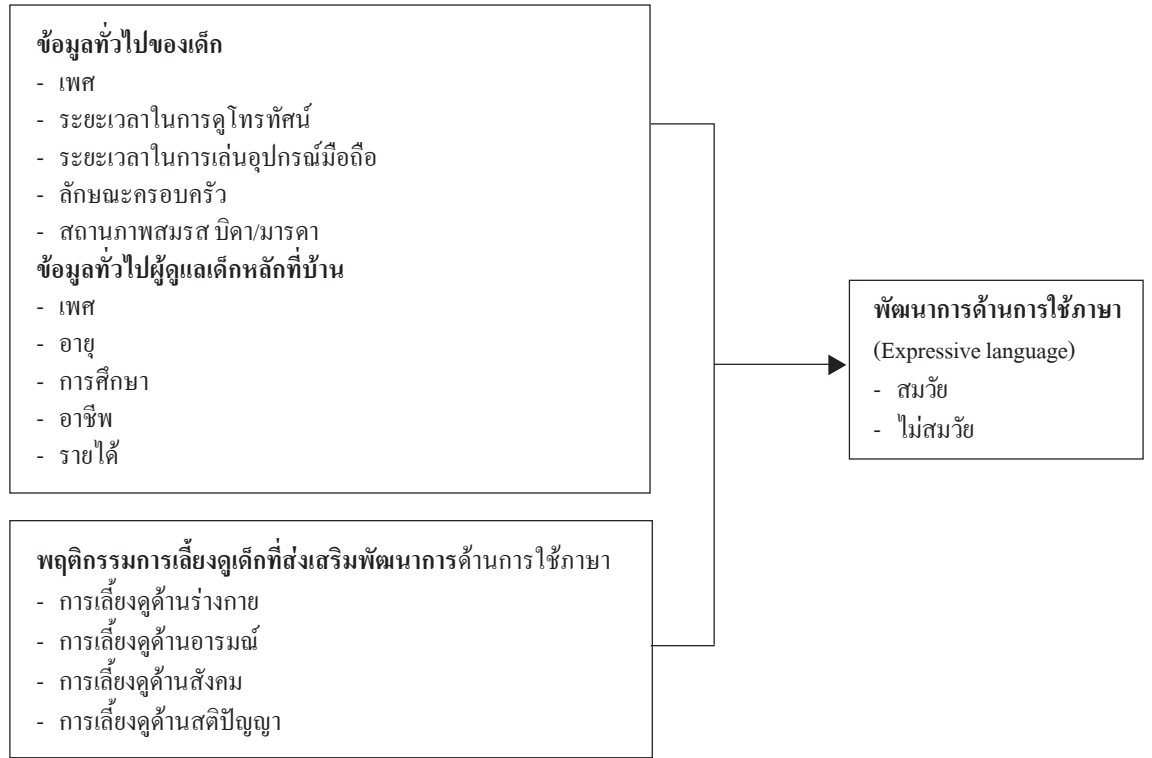 ข้อมูลทั่วไปของเด็ก
- เพศ
- ระยะเวลาในการดูโทรทัศน์
- ระยะเวลาในการเล่นอุปกรณ์มือถือ
- ลักษณะครอบครัว
- สถานภาพสมรส บิดา/มารดา
ข้อมูลทั่วไปผู้ดูแลเด็กหลักที่บ้าน
- เพศ
- อายุ
- การศึกษา
- อาชีพ
- รายได้
พัฒนาการด้านการใช้ภาษา
(Expressive language)
- สมวัย
- ไม่สมวัย
พฤติกรรมการเลี้ยงดูเด็กที่ส่งเสริมพัฒนาการด้านการใช้ภาษา
- การเลี้ยงดูด้านร่างกาย
- การเลี้ยงดูด้านอารมณ์
- การเลี้ยงดูด้านสังคม
- การเลี้ยงดูด้านสติปัญญา